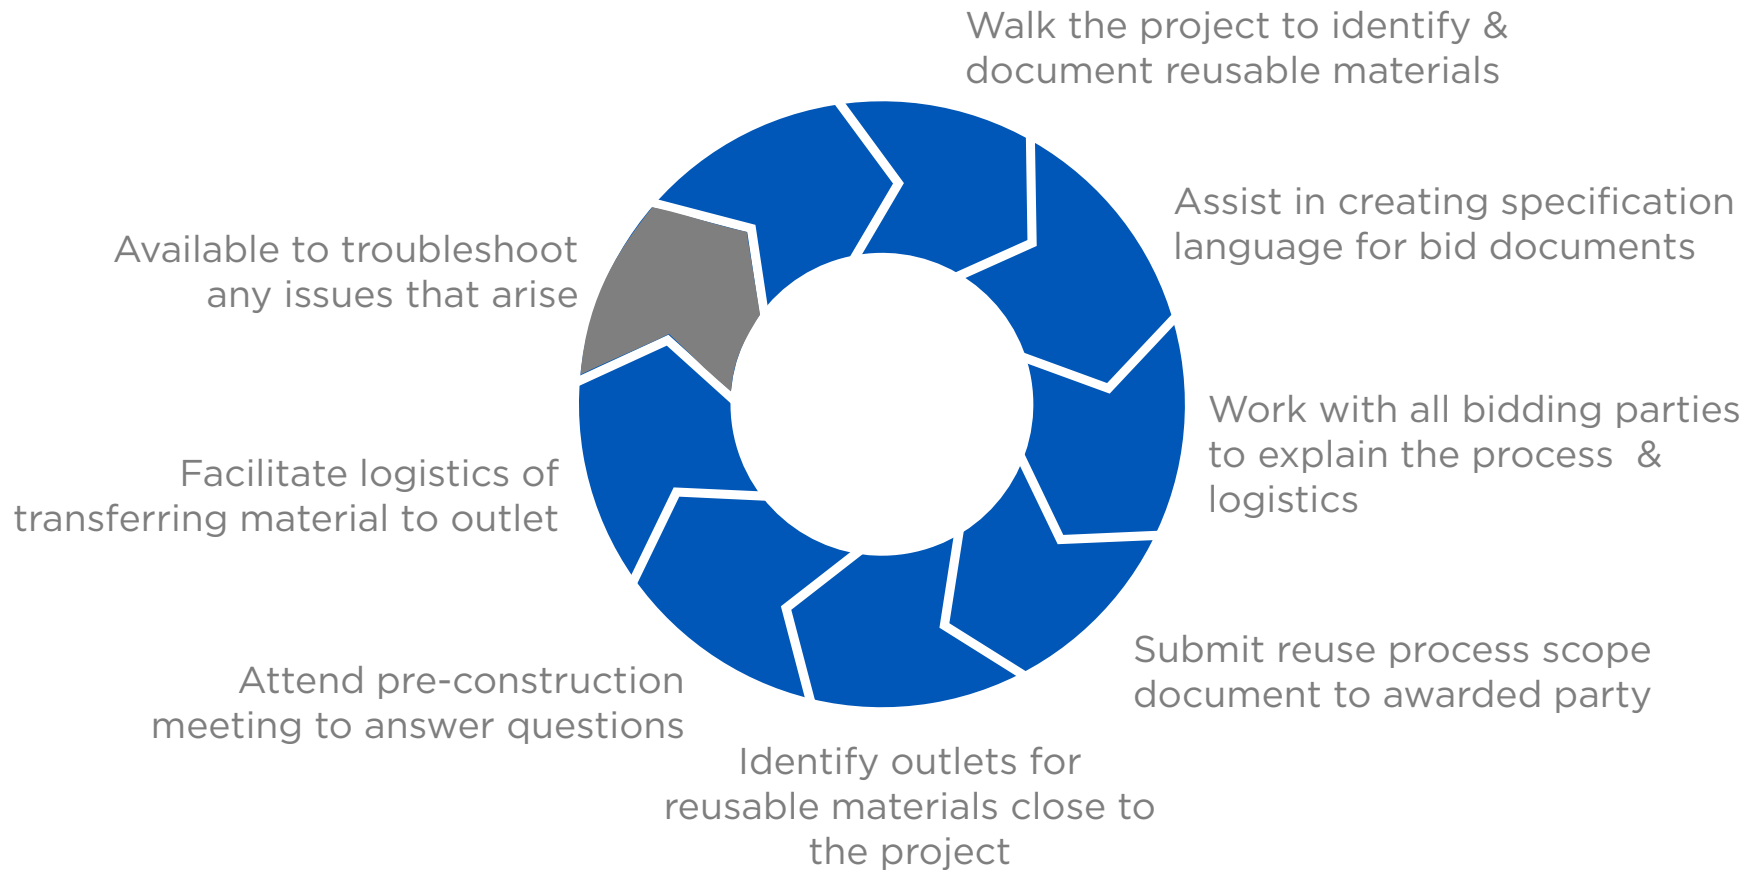 Walk the project to identify &
document reusable materials
Assist in creating specification
language for bid documents
Work with all bidding parties
to explain the process  &
logistics
Submit reuse process scope
document to awarded party
Identify outlets for
reusable materials close to
the project
Attend pre-construction
meeting to answer questions
Facilitate logistics of
transferring material to outlet
Available to troubleshoot
any issues that arise